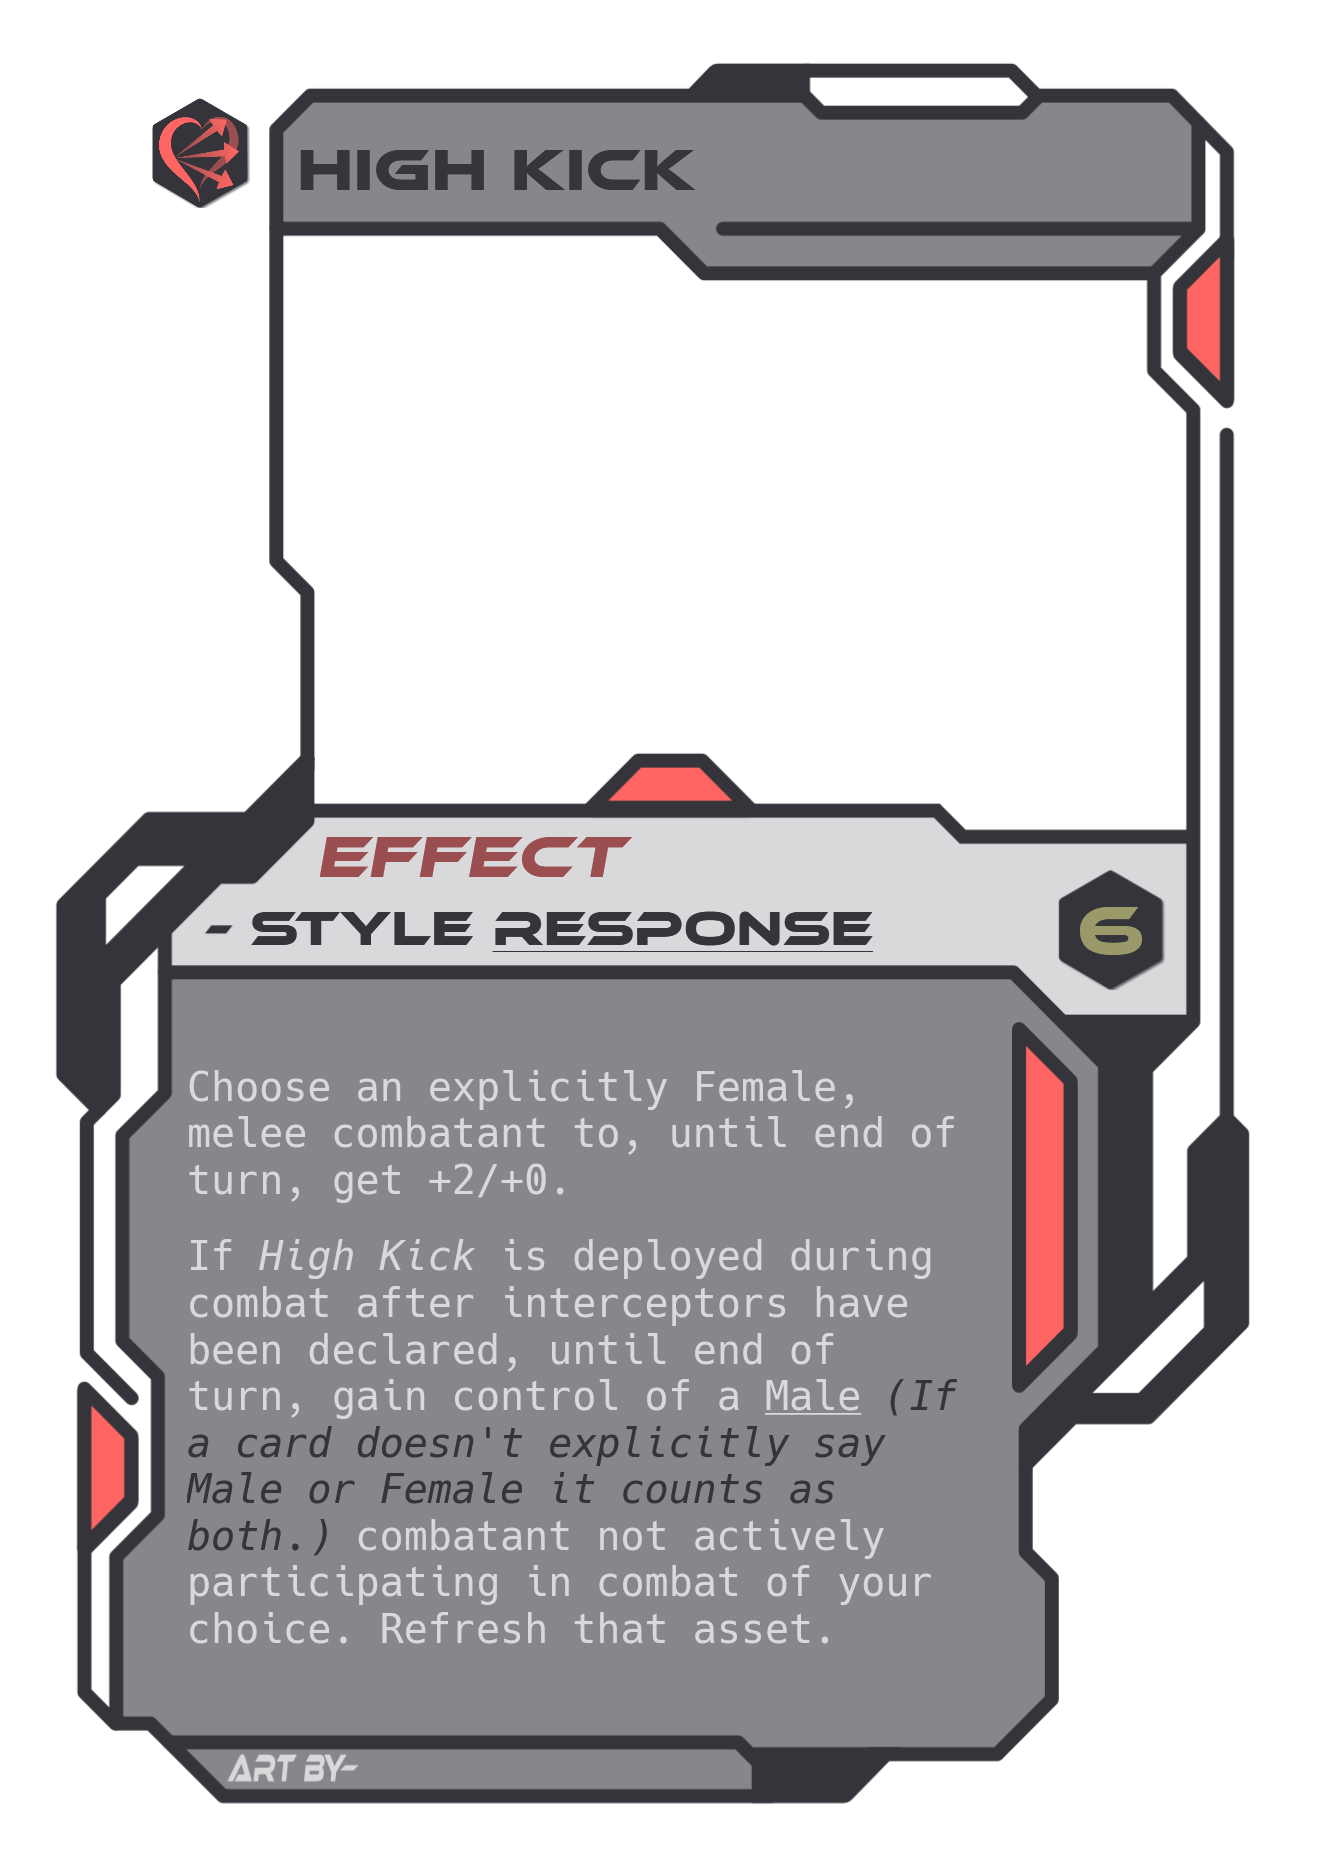 HIGH KICK
EFFECT
- STYLE RESPONSE
6
Choose an explicitly Female,
melee combatant to, until end of
turn, get +2/+0.
If High Kick is deployed during
combat after interceptors have
been declared, until end of
turn, gain control of a Male (If
a card doesn't explicitly say
Male or Female it counts as
both.) combatant not actively
participating in combat of your
choice. Refresh that asset.
ART BY-